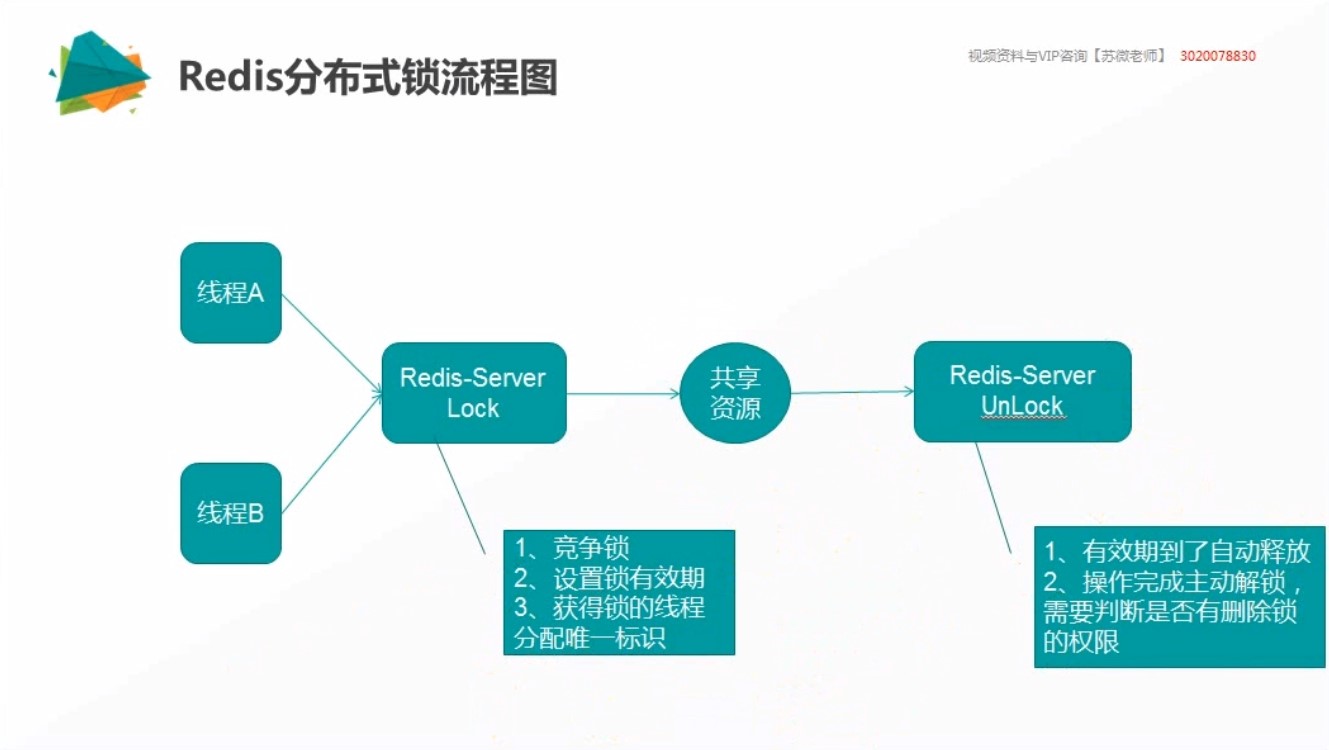 Redis分布式锁流程图
视频资料与VIP咨询【苏微老师】 3020078830
线程A
线程B
Redis-Server
Lock
共享
资源
Redis-Server
UnLock
1、竞争锁
2、设置锁有效期
3、获得锁的线程
分配唯一标识
1、有效期到了自动释放
2、操作完成主动解锁，
需要判断是否有删除锁
的权限